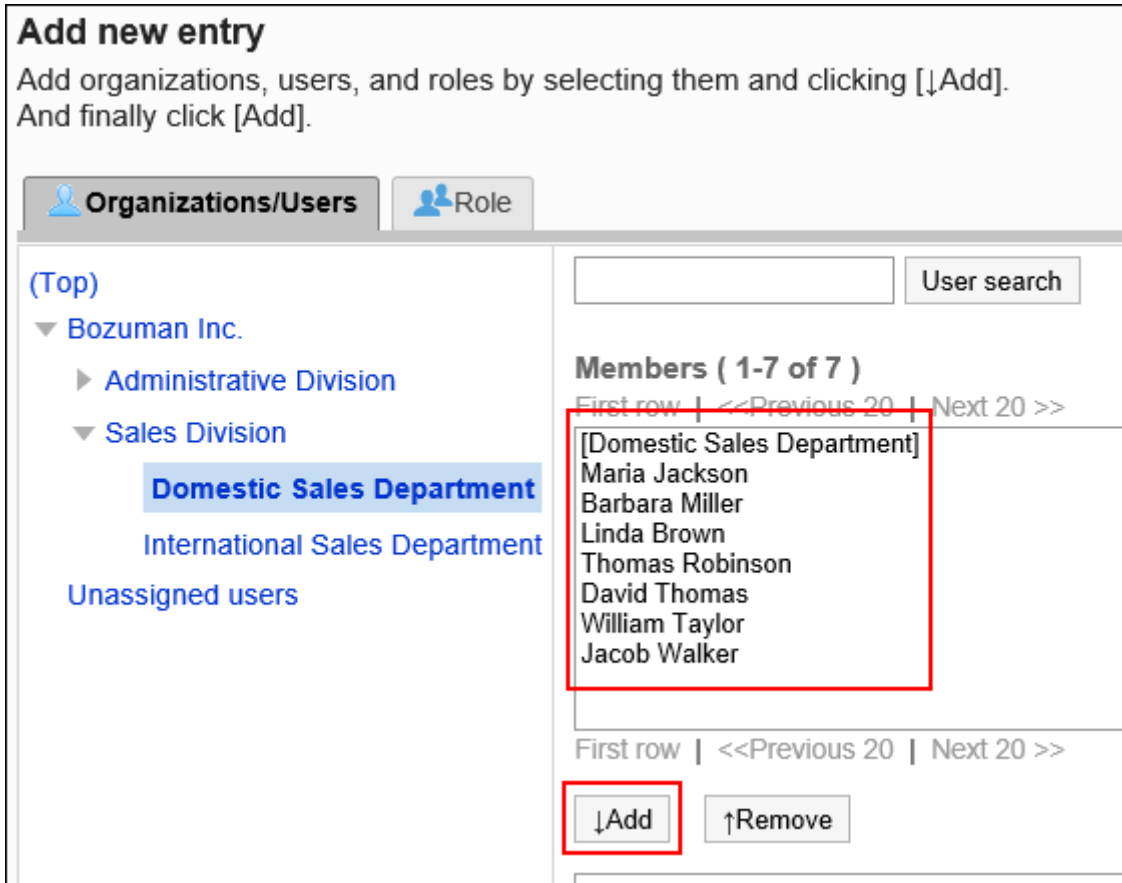 Add new entry
Add organizations, users, and roles by selecting them and clicking [↓Add].
And finally click [Add].
Organizations/Users
Role
(Top)
Bozuman Inc.
Administrative Division
Sales Division
Domestic Sales Department
International Sales Department
Unassigned users
User search
Members ( 1-7 of 7 )
First row | <<Previous 20 | Next 20 >>
[Domestic Sales Department]
Maria Jackson
Barbara Miller
Linda Brown
Thomas Robinson
David Thomas
William Taylor
Jacob Walker
First row | <<Previous 20 | Next 20 >>
↓Add
↑Remove